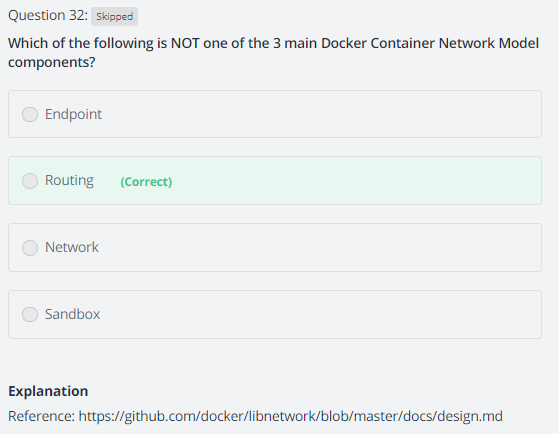 Question 32: Skipped
Which of the following is NOT one of the 3 main Docker Container Network Model
components?
Endpoint
Routing (Correct)
Network
Sandbox
Explanation
Reference: https://github.com/docker/libnetwork/blob/master/docs/design.md